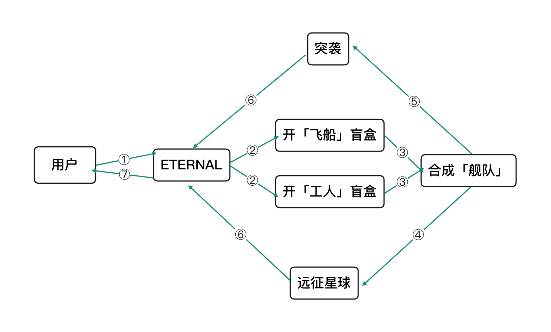 突袭
⑥
⑤
开「飞船」盲盒
②
③
①
用户
ETERNAL
合成「舰队」
⑦
②
③
开「工人」盲盒
⑥
④
远征星球